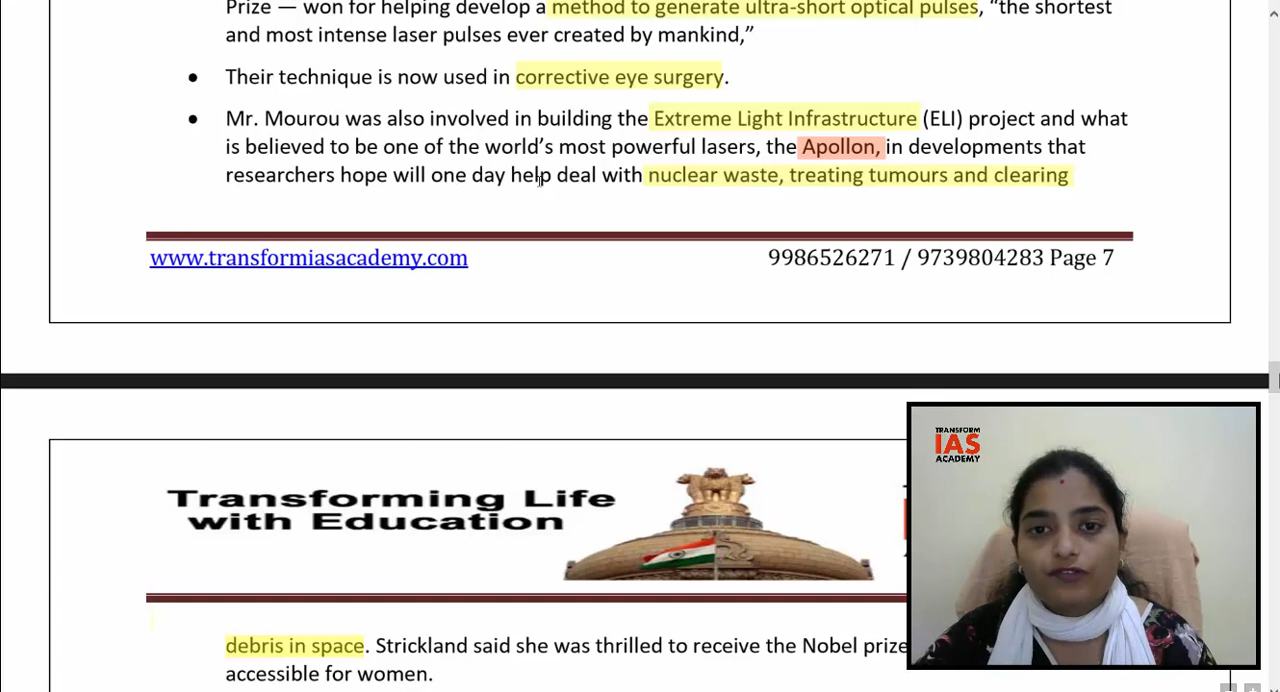 Prize — won for helping develop a method to generate ultra-short optical pulses, “the shortest
and most intense laser pulses ever created by mankind,”
● Their technique is now used in corrective eye surgery.
● Mr. Mourou was also involved in building the Extreme Light Infrastructure (ELI) project and what
is believed to be one of the world’s most powerful lasers, the Apollon, in developments that
researchers hope will one day help deal with nuclear waste, treating tumours and clearing
www.transformiasacademy.com 9986526271 / 9739804283 Page 7
Transforming Life
with Education
TRANSFORM
IAS
ACADEMY
debris in space. Strickland said she was thrilled to receive the Nobel prize
accessible for women.